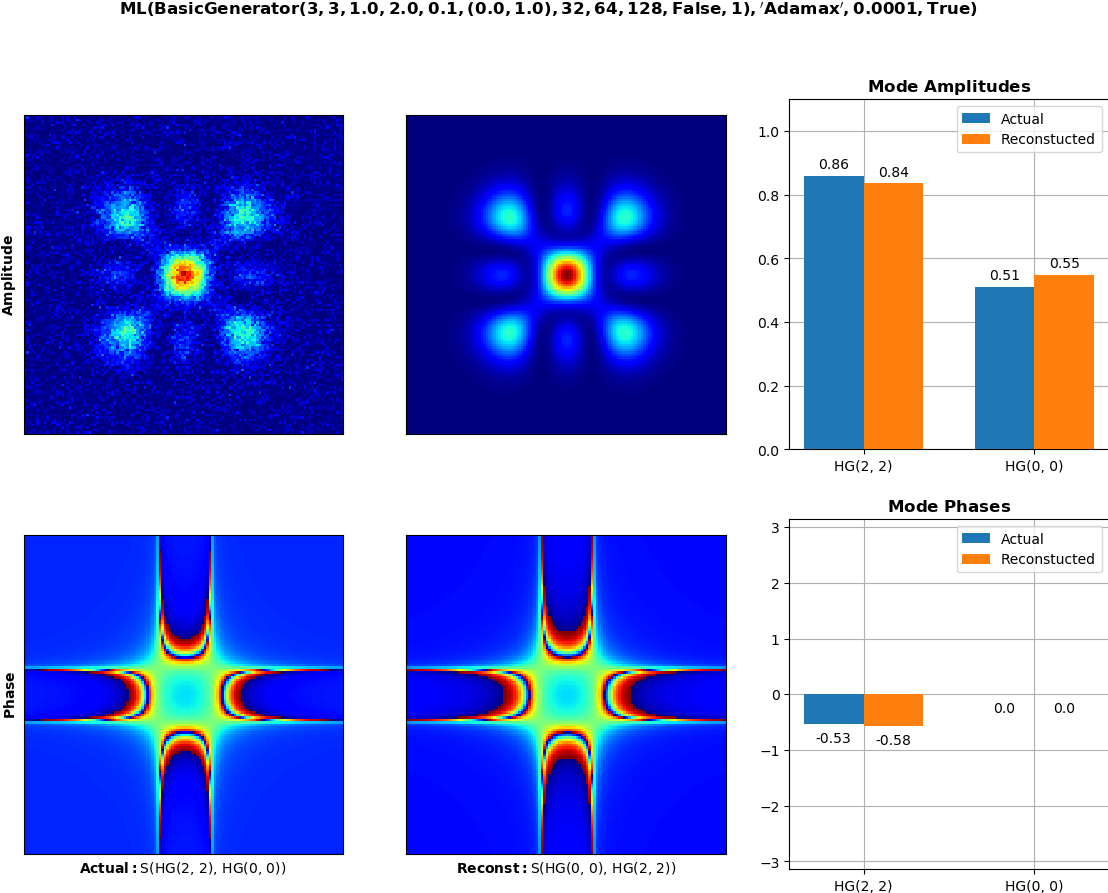 ML(BasicGenerator(3, 3, 1.0, 2.0, 0.1, (0.0, 1.0), 32, 64, 128, False, 1), 'Adamax', 0.0001, True)
Amplitude
Mode Amplitudes
Actual
Reconstucted
1.0
0.8
0.6
0.4
0.2
0.0
0.86
0.84
0.51
0.55
HG(2, 2)
HG(0, 0)
Phase
Actual: S(HG(2, 2), HG(0, 0))
Reconst: S(HG(0, 0), HG(2, 2))
Mode Phases
Actual
Reconstucted
3
2
1
0
−1
−2
−3
-0.53
-0.58
0.0
0.0
HG(2, 2)
HG(0, 0)